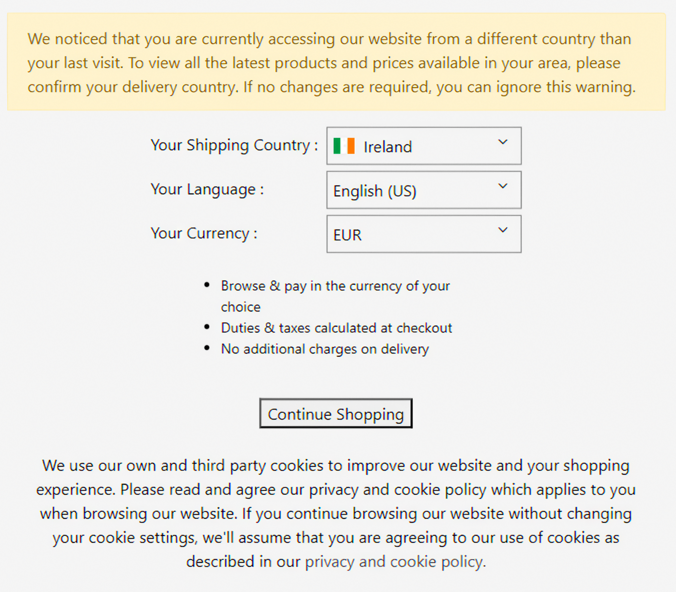 We noticed that you are currently accessing our website from a different country than
your last visit. To view all the latest products and prices available in your area, please
confirm your delivery country. If no changes are required, you can ignore this warning.
Your Shipping Country : Ireland
Your Language : English (US)
Your Currency : EUR
• Browse & pay in the currency of your
choice
• Duties & taxes calculated at checkout
• No additional charges on delivery
Continue Shopping
We use our own and third party cookies to improve our website and your shopping
experience. Please read and agree our privacy and cookie policy which applies to you
when browsing our website. If you continue browsing our website without changing
your cookie settings, we'll assume that you are agreeing to our use of cookies as
described in our privacy and cookie policy.